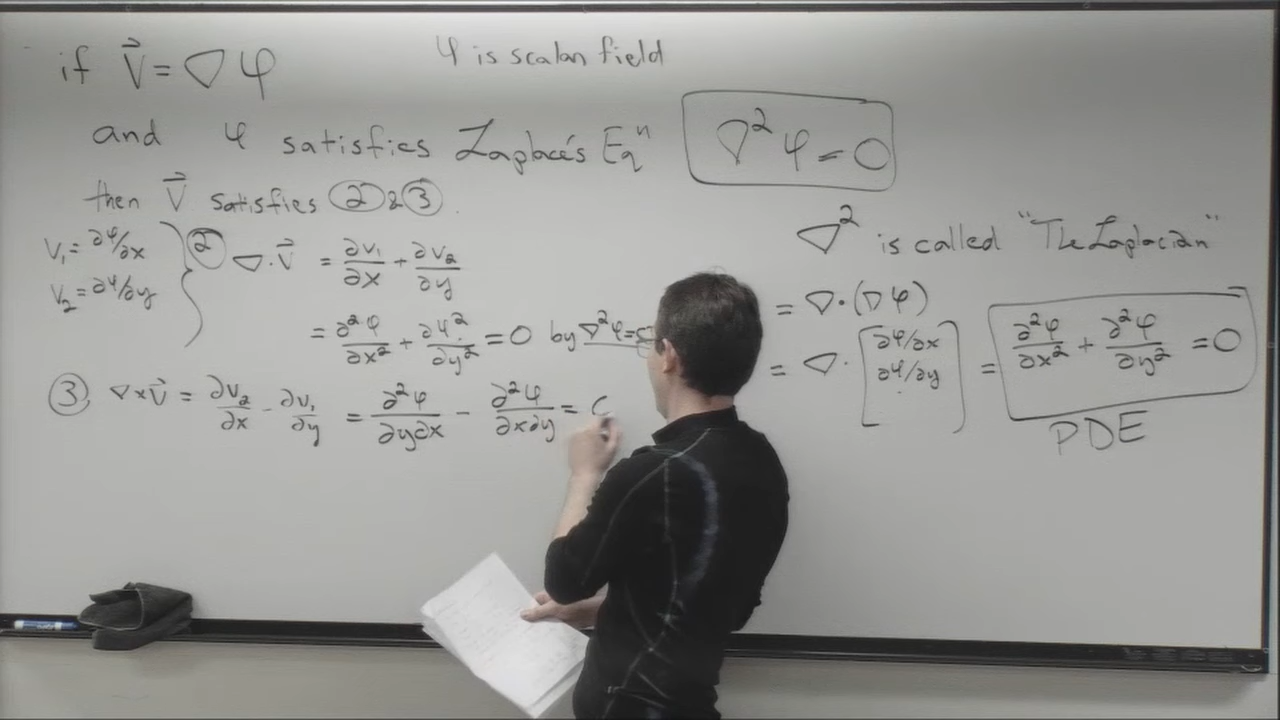 if V⃗ = ∇φ
φ is scalar field
and φ satisfies Laplace's Eqⁿ
∇²φ = 0
then V⃗ satisfies ② & ③.
V₁ = ∂φ/∂x
V₂ = ∂φ/∂y
② ∇·V⃗ = ∂V₁/∂x + ∂V₂/∂y
= ∂²φ/∂x² + ∂φ²/∂y² = 0 by ∇²φ=0
③ ∇×V⃗ = ∂V₂/∂x - ∂V₁/∂y = ∂²φ/∂y∂x - ∂²φ/∂x∂y =
∇² is called "The Laplacian"
= ∇·(∇φ)
= ∇·[∂φ/∂x ∂φ/∂y] = ∂²φ/∂x² + ∂²φ/∂y² = 0
PDE